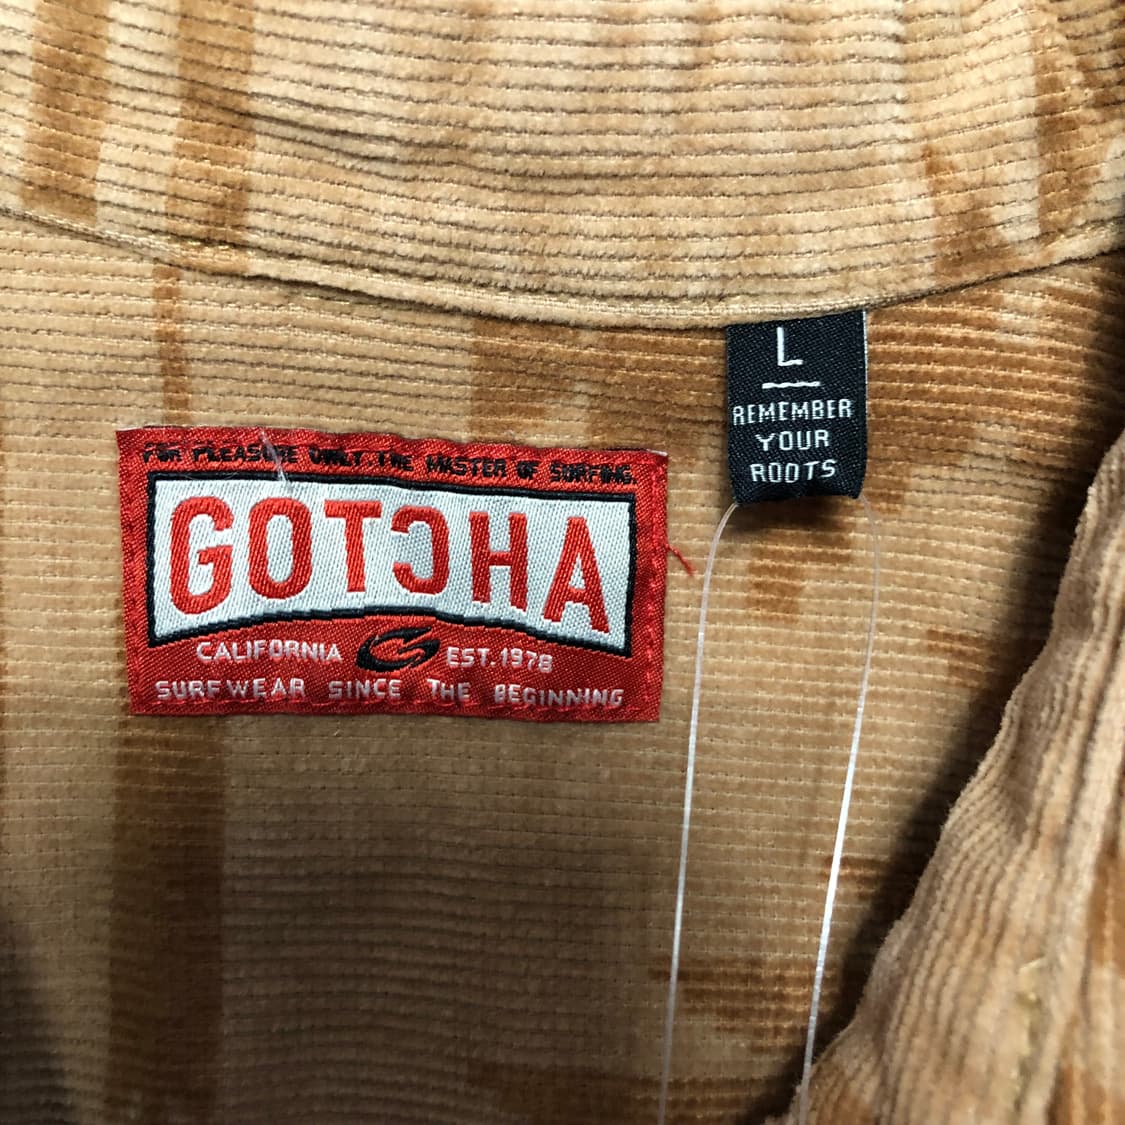 FOR PLEASURE ONLY. THE MASTER OF SURFING.
GOTCHA
CALIFORNIA EST.1978
SURFWEAR SINCE THE BEGINNING
L
REMEMBER
YOUR
ROOTS